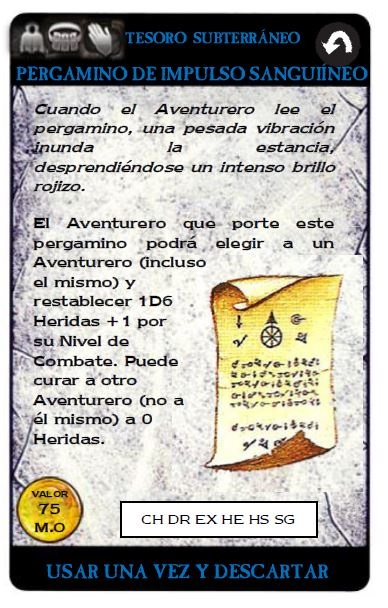 TESORO SUBTERRÁNEO
PERGAMINO DE IMPULSO SANGUIÍNEO
Cuando el Aventurero lee el
pergamino, una pesada vibración
inunda la estancia,
desprendiéndose un intenso brillo
rojizo.
El Aventurero que porte este
pergamino podrá elegir a un
Aventurero (incluso
el mismo) y
restablecer 1D6
Heridas +1 por
su Nivel de
Combate. Puede
curar a otro
Aventurero (no a
él mismo) a 0
Heridas.
VALOR
75
M.O
CH DR EX HE HS SG
USAR UNA VEZ Y DESCARTAR